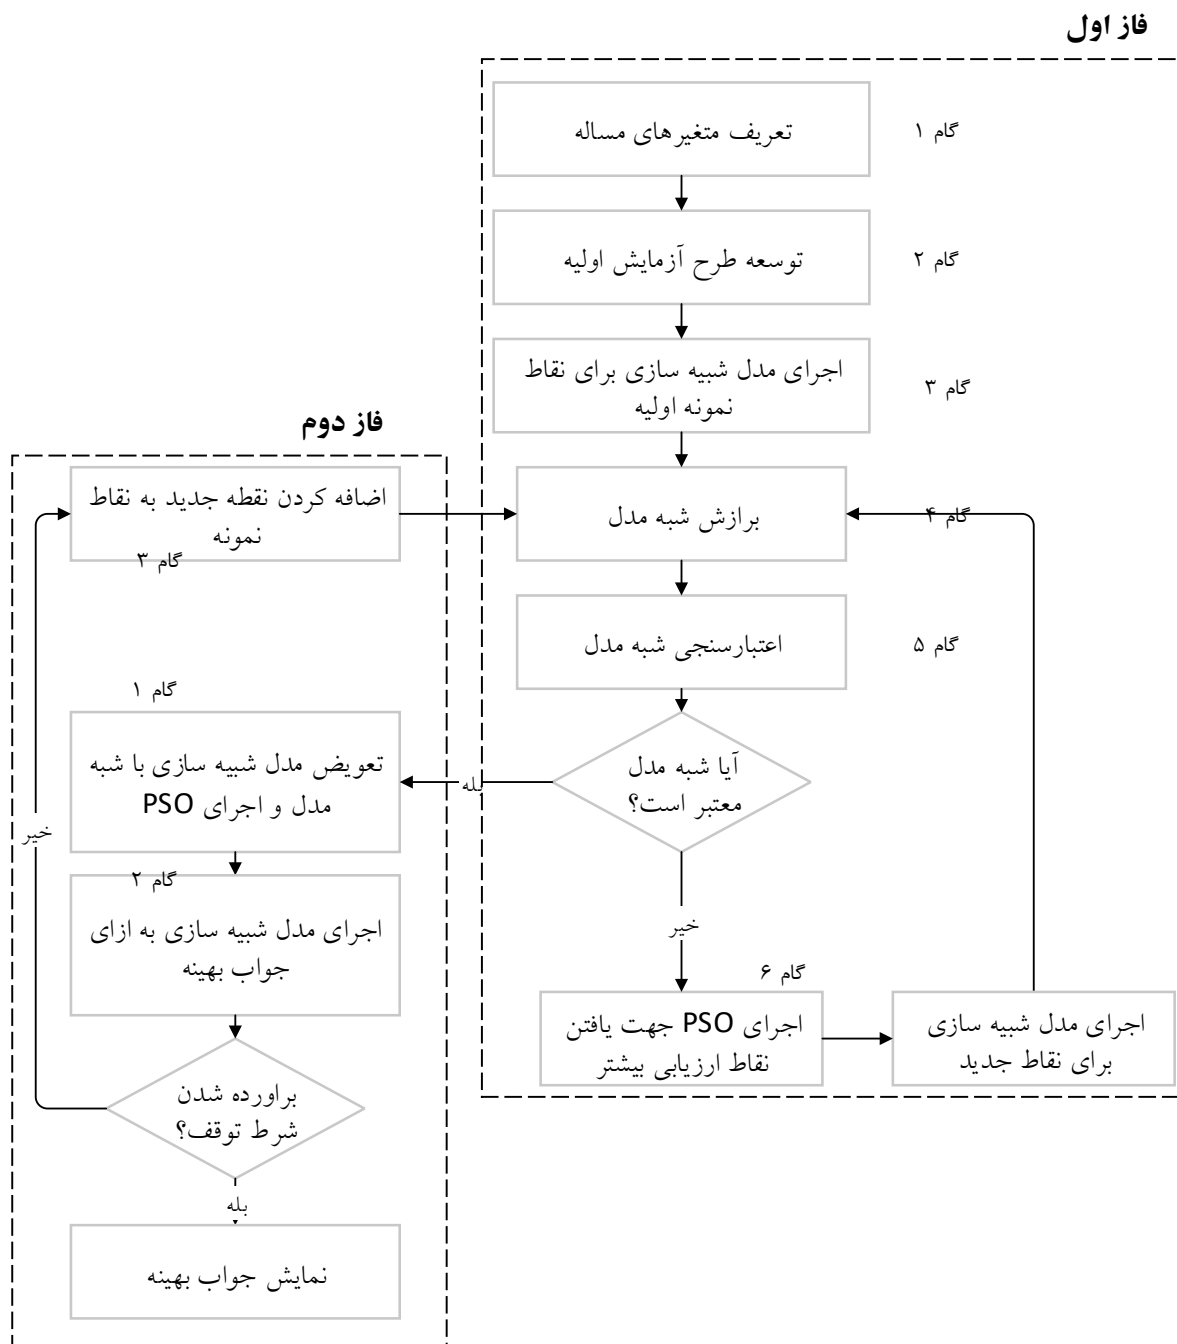 فاز اول
تعریف متغیرهای مساله
گام ۱
توسعه طرح آزمایش اولیه
گام ۲
اجرای مدل شبیه سازی برای نقاط
نمونه اولیه
گام ۳
برازش شبه مدل
گام ۴
اعتبارسنجی شبه مدل
گام ۵
آیا شبه مدل
معتبر است؟
بله
خیر
گام ۶
اجرای PSO جهت یافتن
نقاط ارزیابی بیشتر
اجرای مدل شبیه سازی
برای نقاط جدید
فاز دوم
اضافه کردن نقطه جدید به نقاط
نمونه
گام ۳
گام ۱
تعویض مدل شبیه سازی با شبه
مدل و اجرای PSO
گام ۲
اجرای مدل شبیه سازی به ازای
جواب بهینه
خیر
براورده شدن
شرط توقف؟
بله
نمایش جواب بهینه